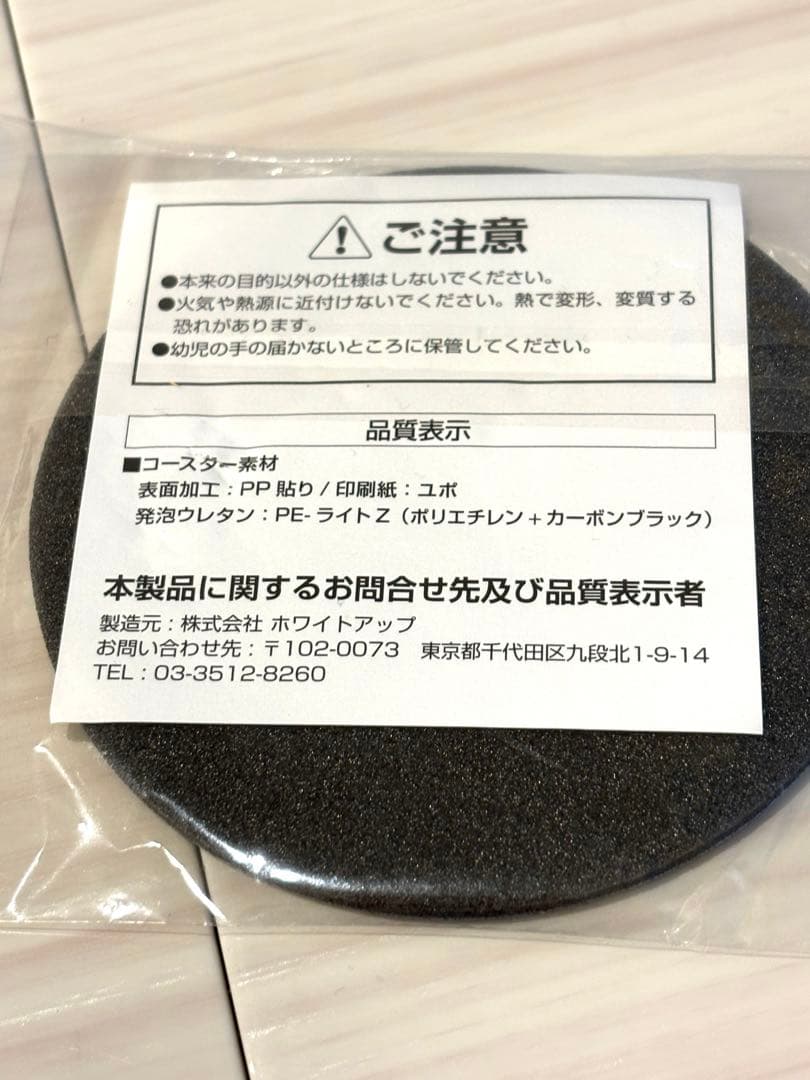 ご注意
●本来の目的以外の仕様はしないでください。
●火気や熱源に近付けないでください。熱で変形、変質する
恐れがあります。
●幼児の手の届かないところに保管してください。
品質表示
■コースター素材
表面加工：PP 貼り / 印刷紙：ユポ
発泡ウレタン：PE-ライトZ（ポリエチレン＋カーボンブラック）
本製品に関するお問合せ先及び品質表示者
製造元：株式会社 ホワイトアップ
お問い合わせ先：〒102-0073　東京都千代田区九段北1-9-14
TEL：03-3512-8260